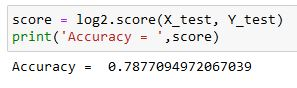 score = log2.score(X_test, Y_test)
print('Accuracy = ',score)
Accuracy =  0.7877094972067039